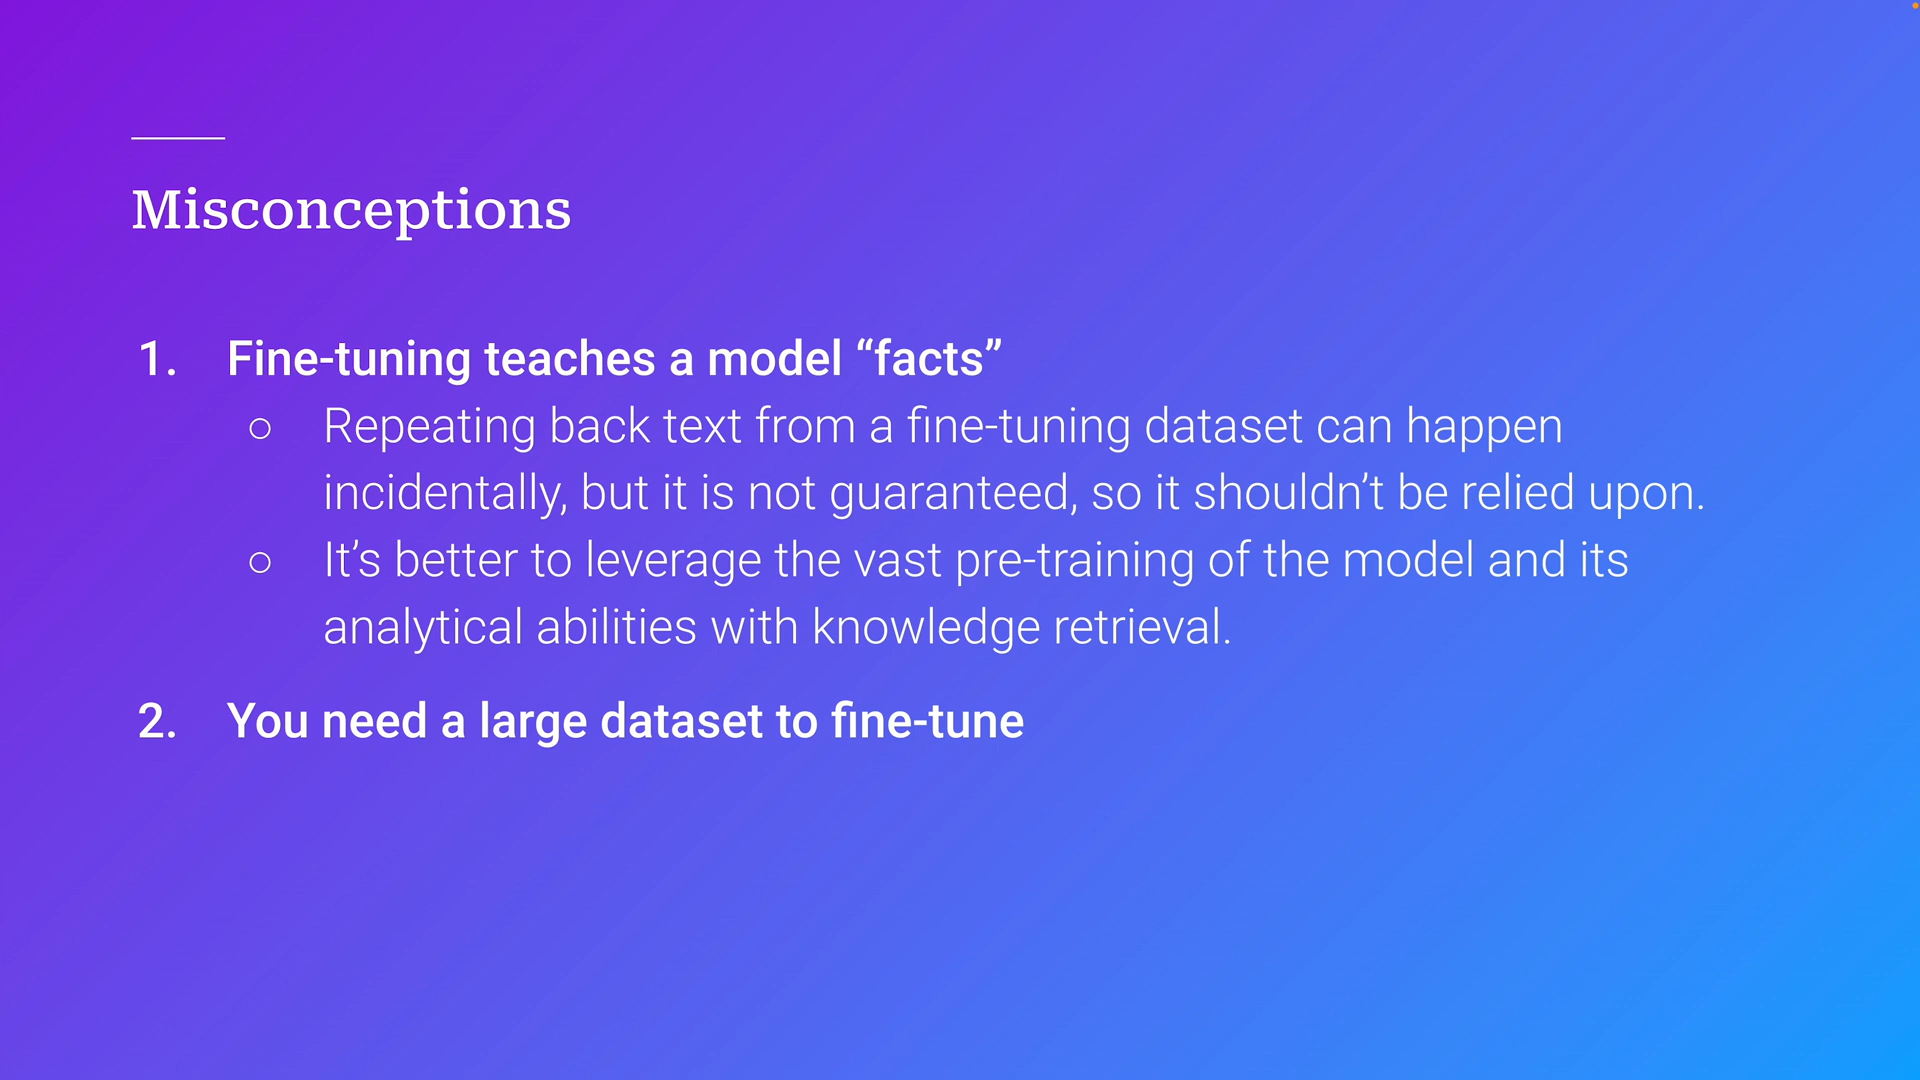 Misconceptions
1. Fine-tuning teaches a model “facts”
○ Repeating back text from a fine-tuning dataset can happen
incidentally, but it is not guaranteed, so it shouldn’t be relied upon.
○ It’s better to leverage the vast pre-training of the model and its
analytical abilities with knowledge retrieval.
2. You need a large dataset to fine-tune